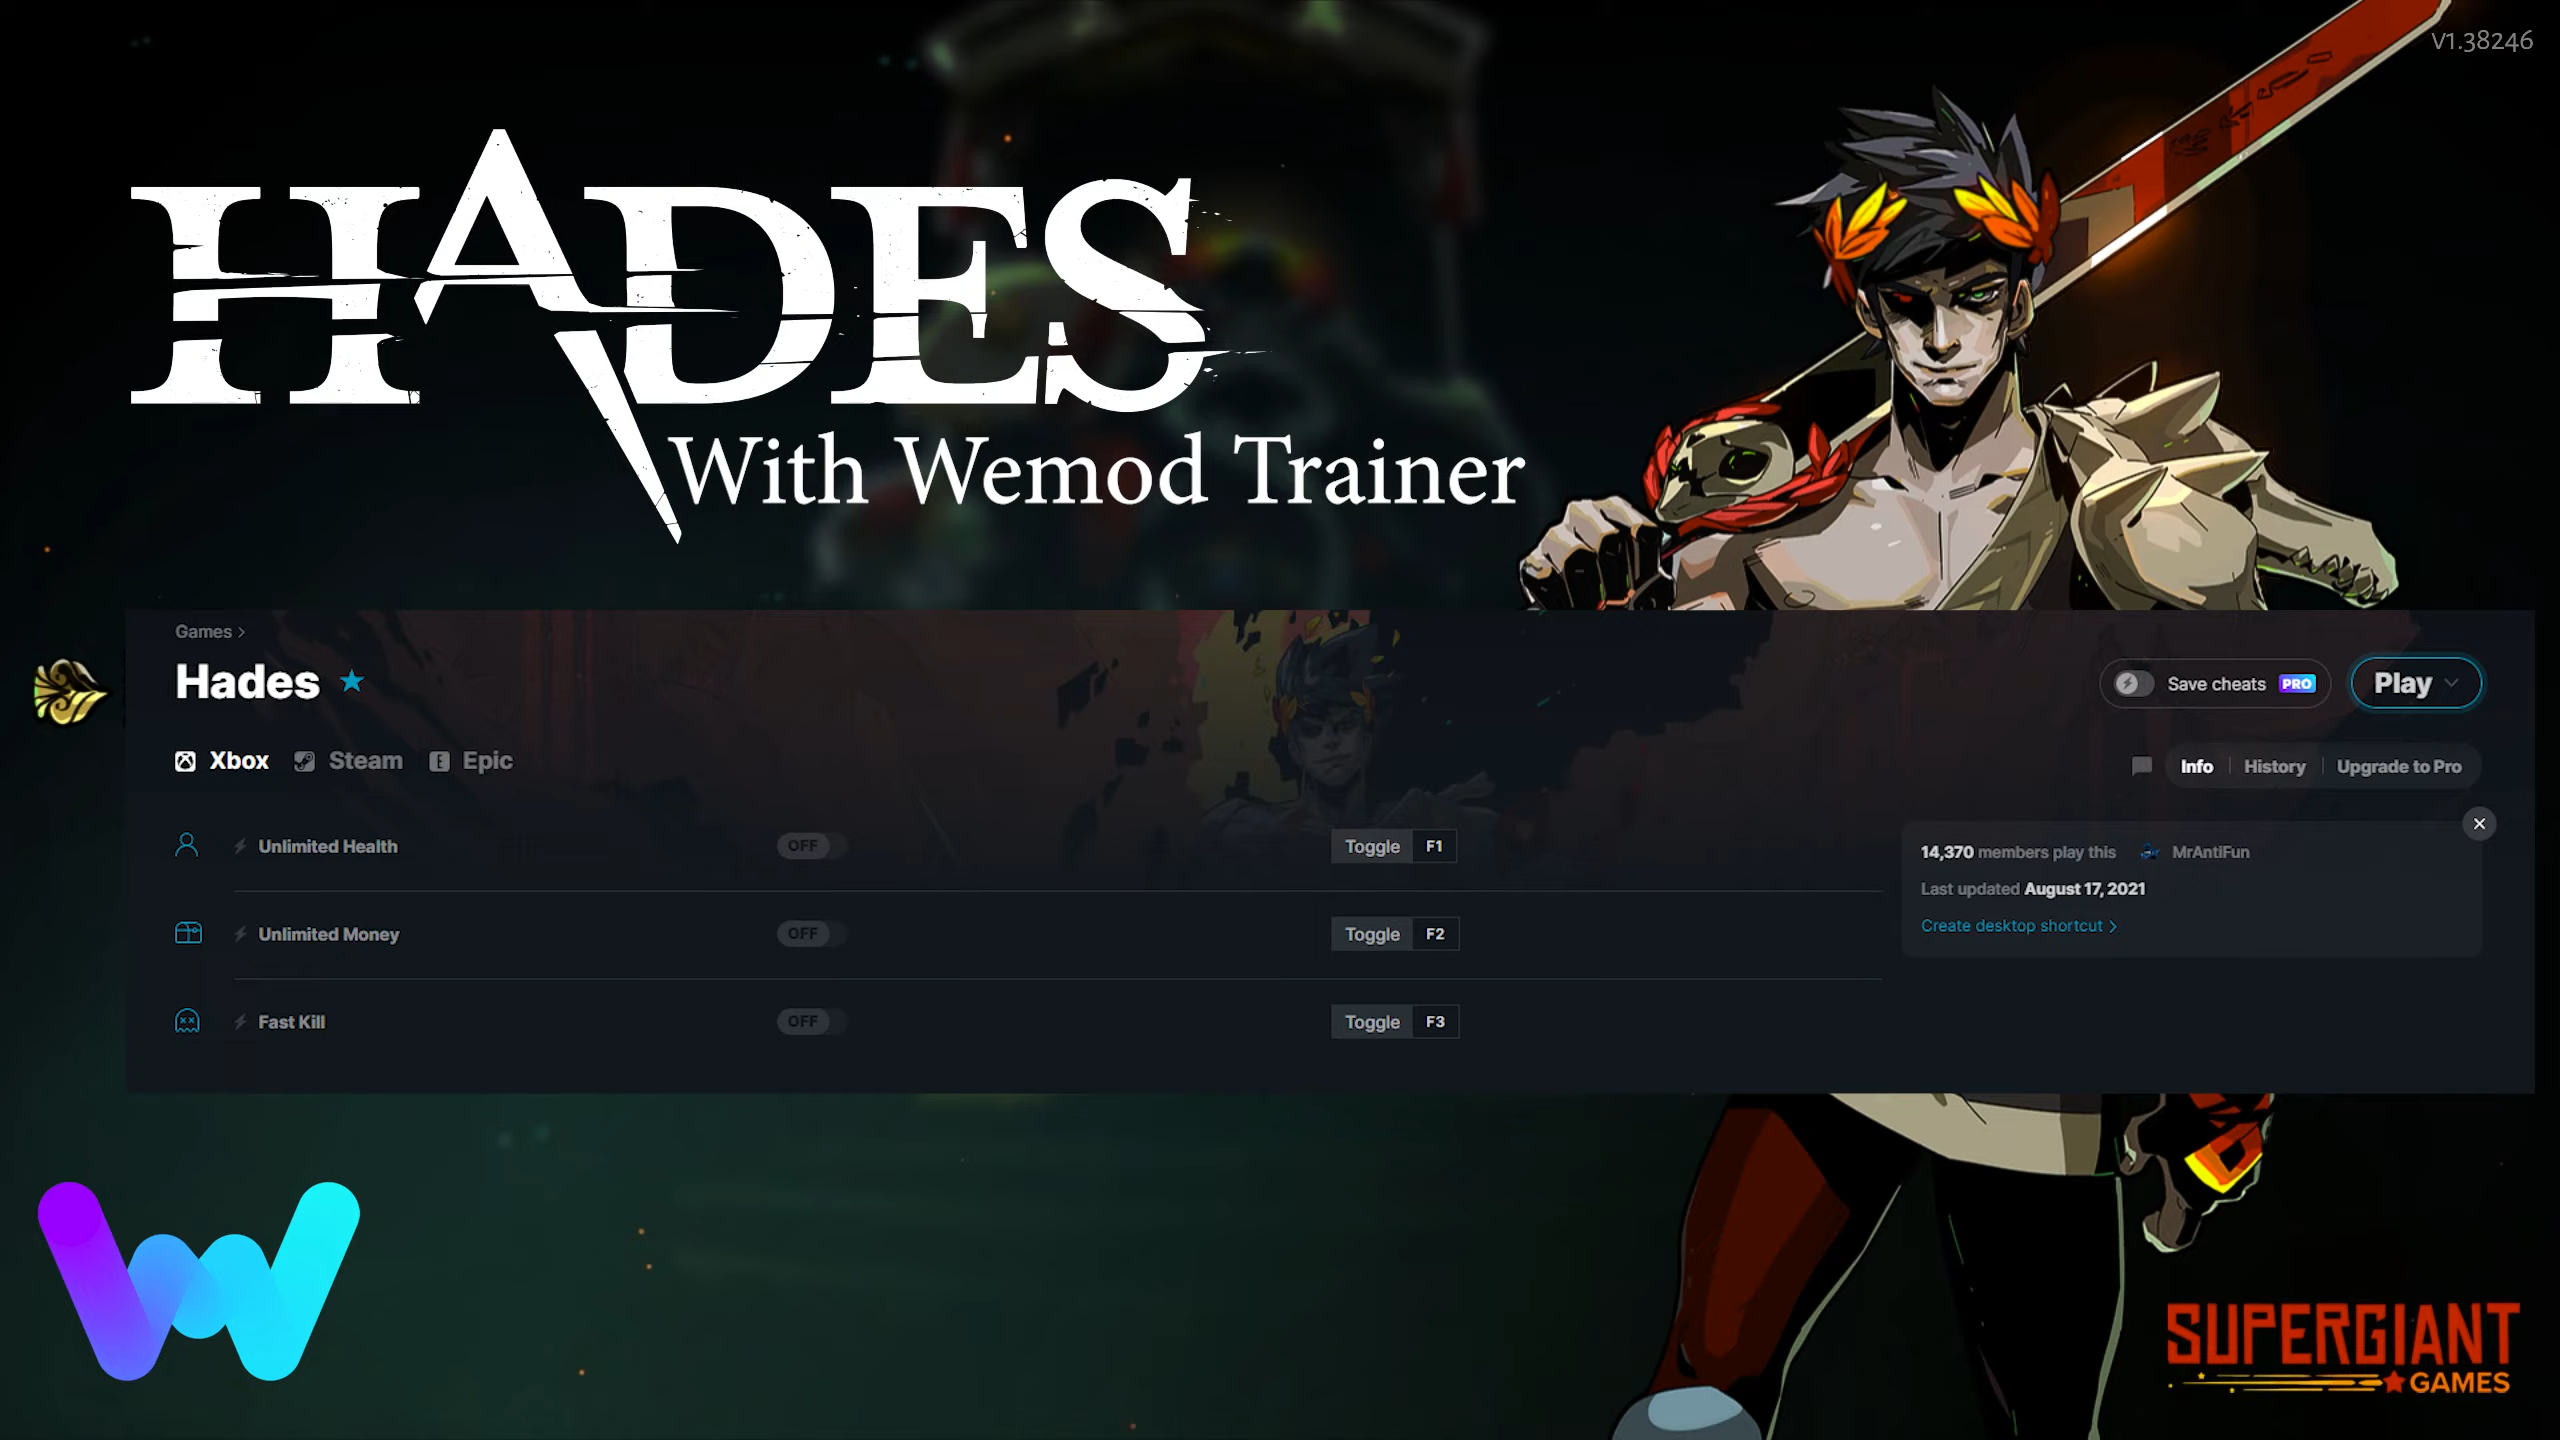 V1.38246
HADES
With Wemod Trainer
Games >
Hades
Save cheats PRO
Play
Xbox Steam Epic
Info History Upgrade to Pro
Unlimited Health OFF Toggle F1
Unlimited Money OFF Toggle F2
Fast Kill OFF Toggle F3
14,370 members play this MrAntiFun
Last updated August 17, 2021
Create desktop shortcut >
SUPERGIANT
GAMES